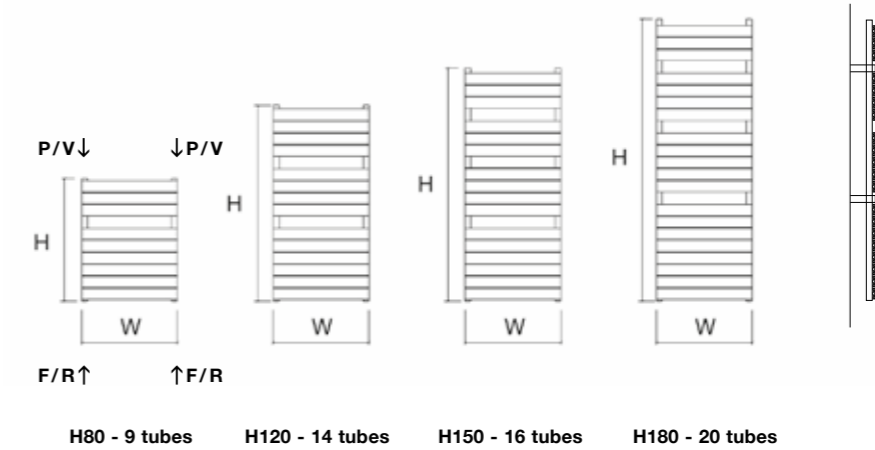 P/V↓ ↓P/V
H
H
H
H
W
W
W
W
F/R↑ ↑F/R
H80 - 9 tubes
H120 - 14 tubes
H150 - 16 tubes
H180 - 20 tubes